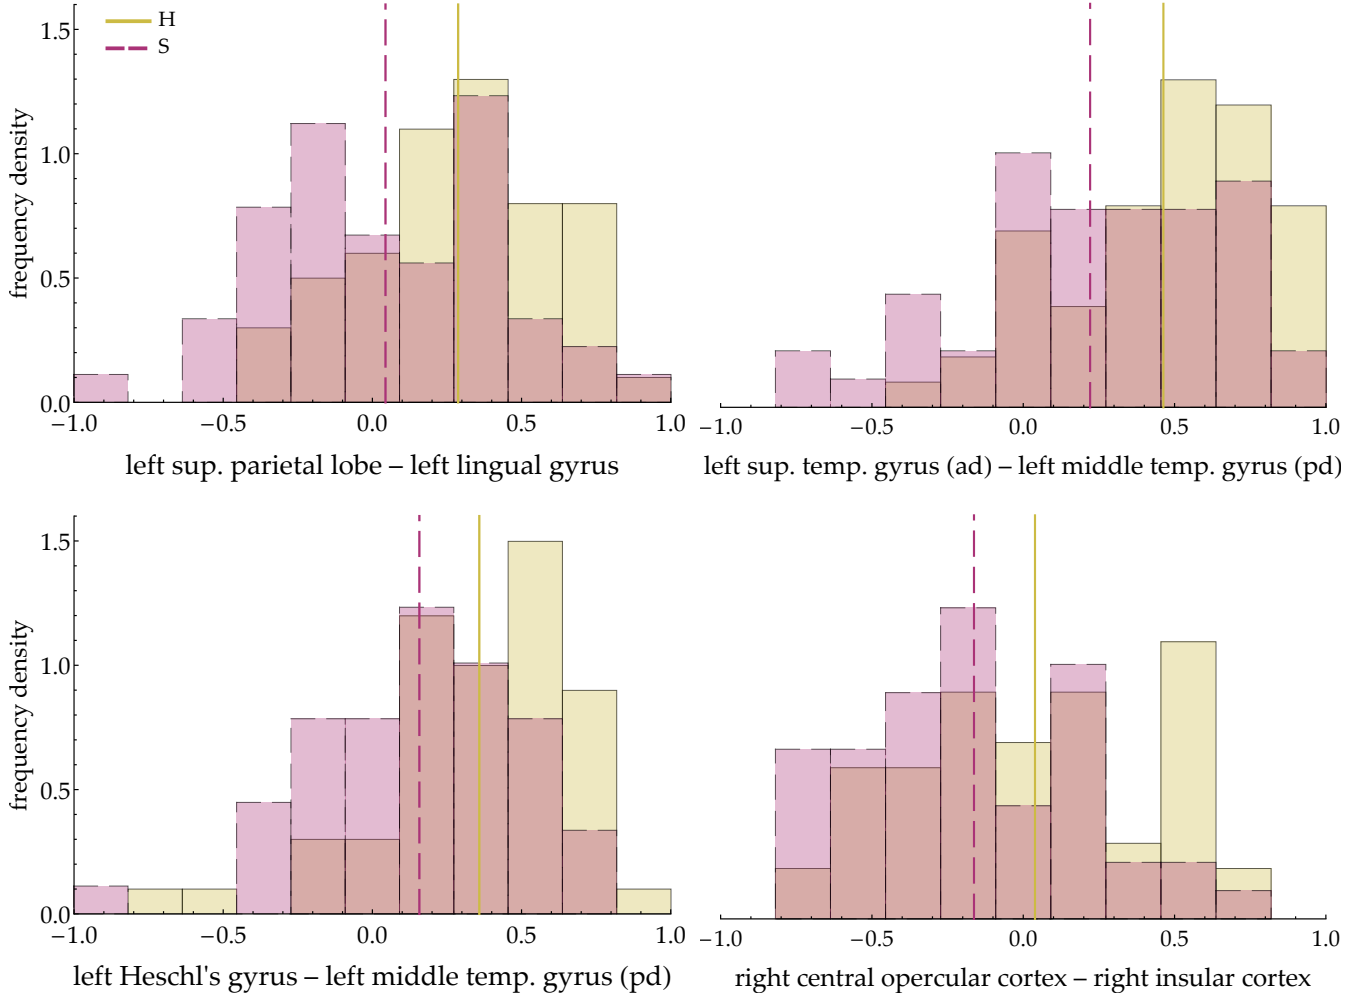 H
S
frequency density
1.5
1.0
0.5
0.0
−1.0 −0.5 0.0 0.5 1.0
left sup. parietal lobe – left lingual gyrus
−1.0 −0.5 0.0 0.5 1.0
left sup. temp. gyrus (ad) – left middle temp. gyrus (pd)
frequency density
1.5
1.0
0.5
0.0
−1.0 −0.5 0.0 0.5 1.0
left Heschl's gyrus – left middle temp. gyrus (pd)
−1.0 −0.5 0.0 0.5 1.0
right central opercular cortex – right insular cortex